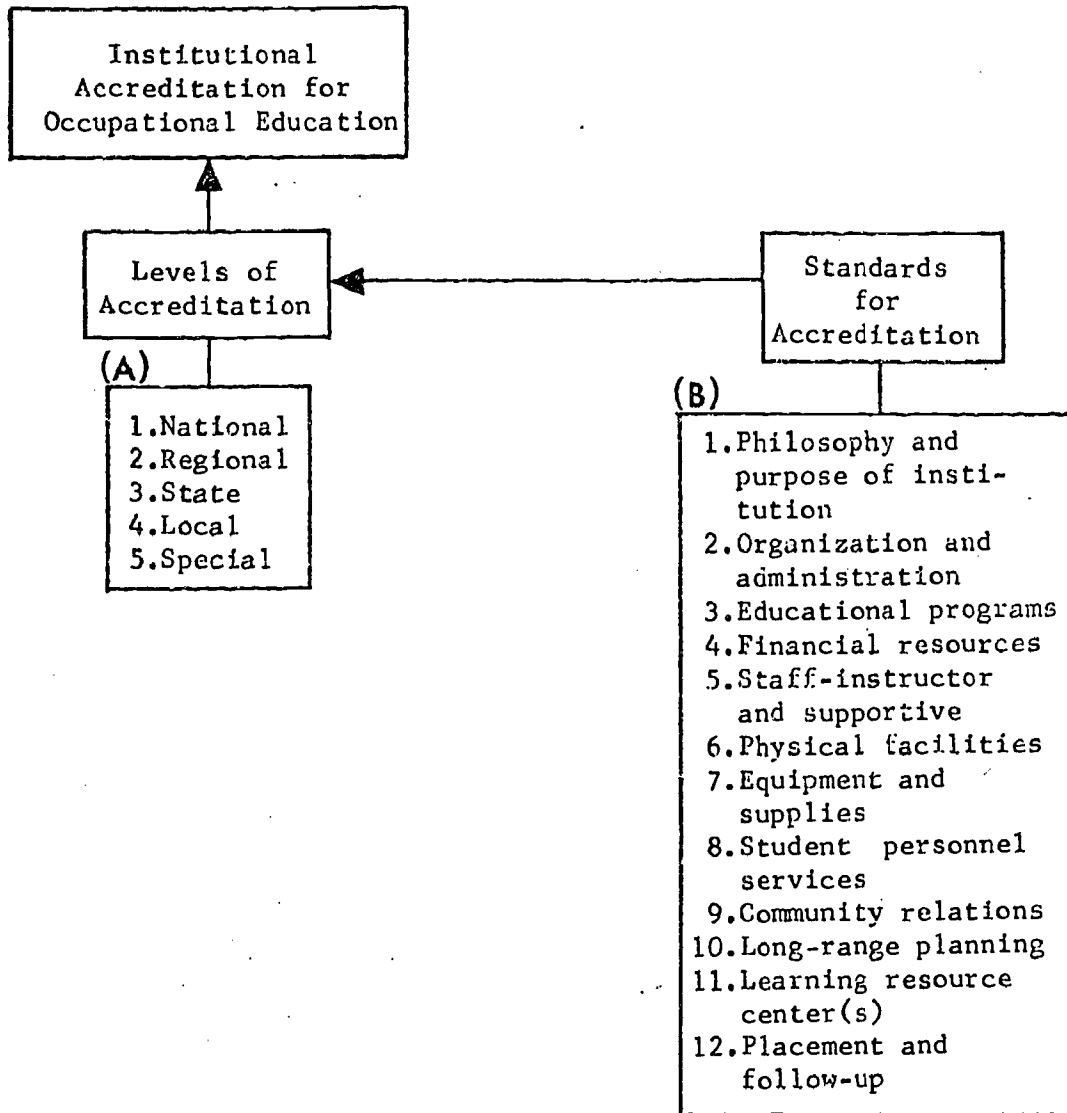 Institutional
Accreditation for
Occupational Education
Levels of
Accreditation
Standards
for
Accreditation
(A)
1.National
2.Regional
3.State
4.Local
5.Special
(B)
1.Philosophy and
purpose of insti-
tution
2.Organization and
administration
3.Educational programs
4.Financial resources
5.Staff-instructor
and supportive
6.Physical facilities
7.Equipment and
supplies
8.Student personnel
services
9.Community relations
10.Long-range planning
11.Learning resource
center(s)
12.Placement and
follow-up